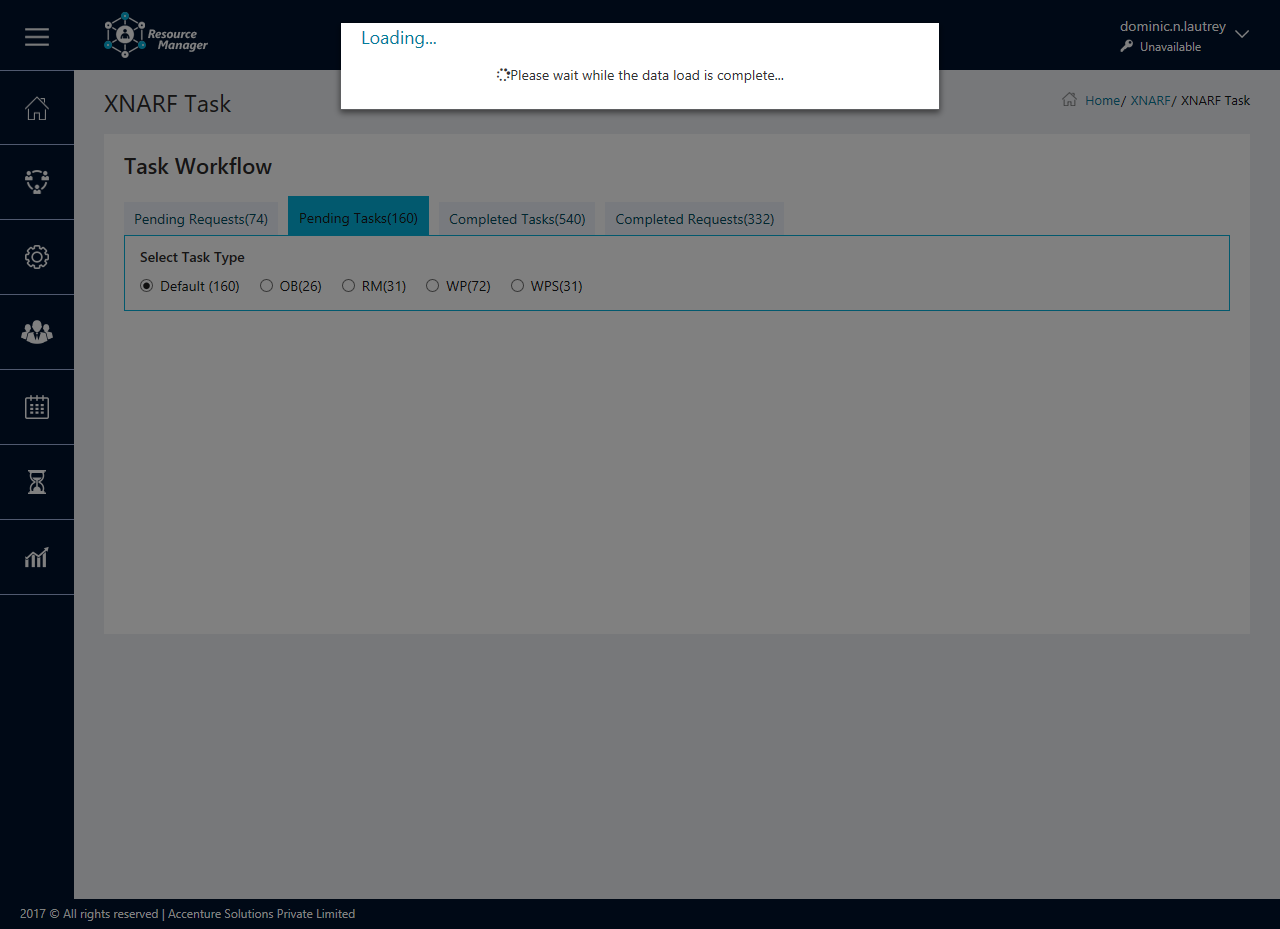 Resource
Manager
Loading...
Please wait while the data load is complete...
dominic.n.lautrey
Unavailable
XNARF Task
Home/ XNARF/ XNARF Task
Task Workflow
Pending Requests(74) Pending Tasks(160) Completed Tasks(540) Completed Requests(332)
Select Task Type
Default (160) OB(26) RM(31) WP(72) WPS(31)
2017 © All rights reserved | Accenture Solutions Private Limited